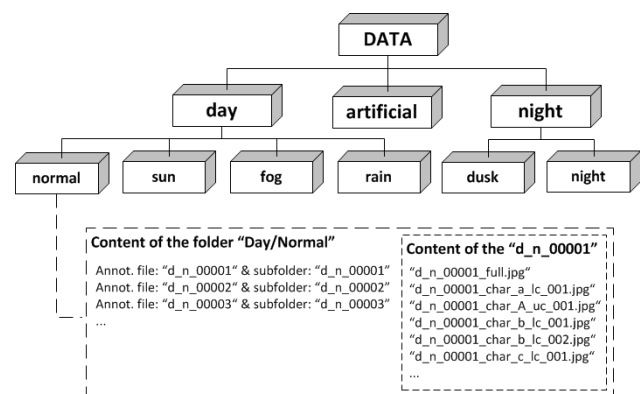 DATA
day
artificial
night
normal
sun
fog
rain
dusk
night
Content of the folder “Day/Normal”
Annot. file: “d_n_00001“ & subfolder: “d_n_00001”
Annot. file: “d_n_00002“ & subfolder: “d_n_00002”
Annot. file: “d_n_00003“ & subfolder: “d_n_00003”
...
Content of the “d_n_00001”
“d_n_00001_full.jpg“
“d_n_00001_char_a_lc_001.jpg“
“d_n_00001_char_A_uc_001.jpg“
“d_n_00001_char_b_lc_001.jpg“
“d_n_00001_char_b_lc_002.jpg“
“d_n_00001_char_c_lc_001.jpg“
...